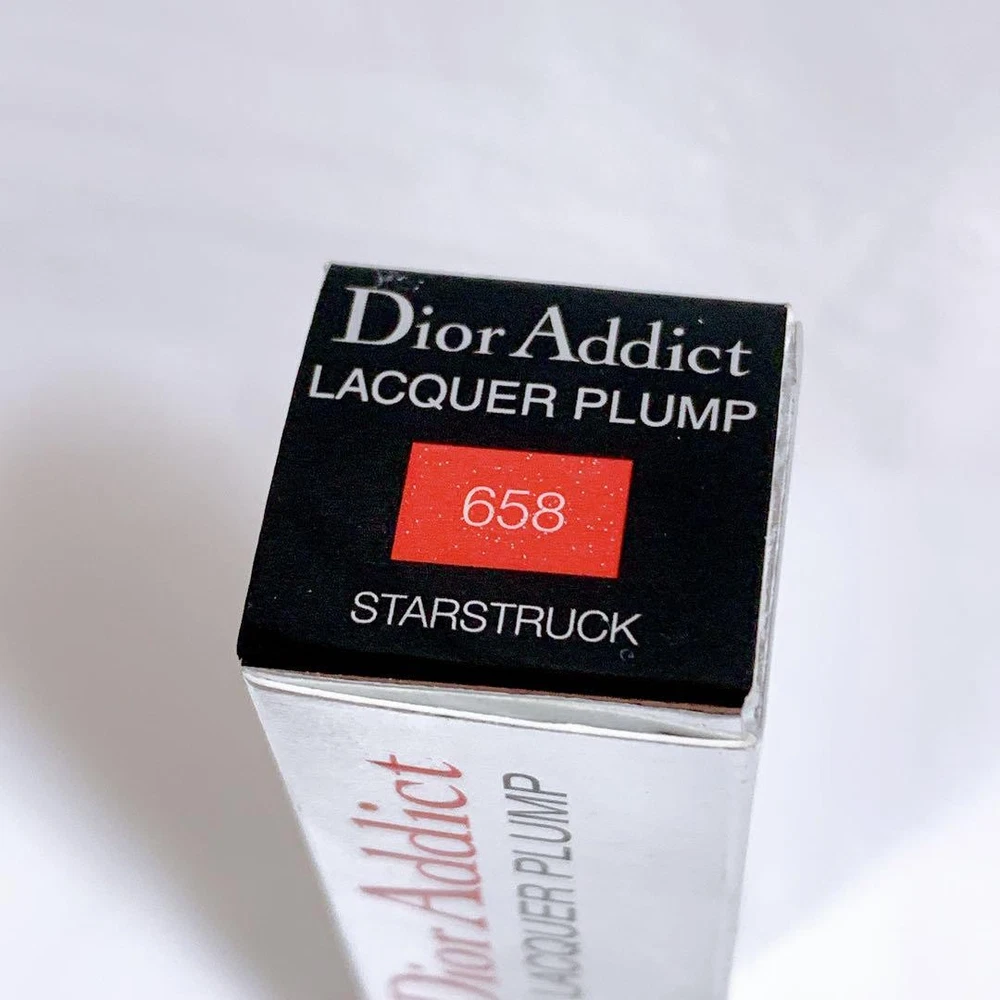 Dior Addict
LACQUER PLUMP
658
STARSTRUCK
Dior Addict
LACQUER PLUMP